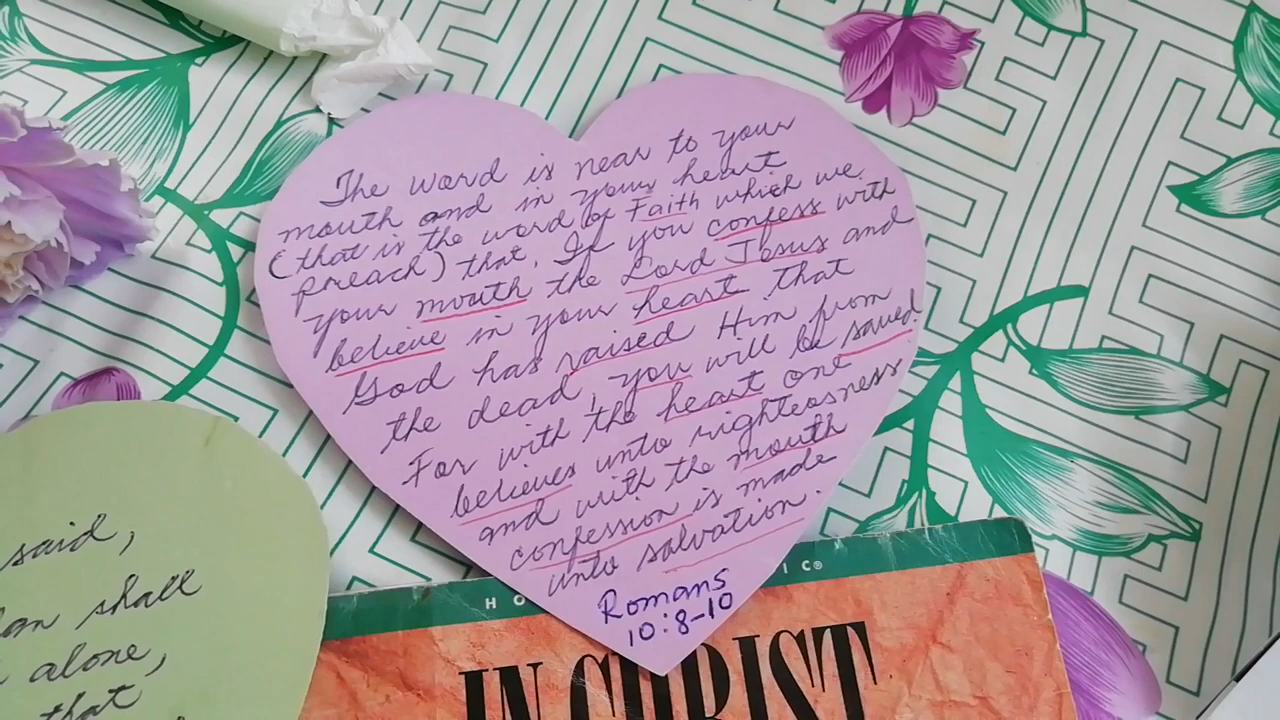 The word is near to your
mouth and in your heart
(that is the word of Faith which we
preach) that, If you confess with
your mouth the Lord Jesus and
believe in your heart that
God has raised Him from
the dead, you will be saved.
For with the heart one
believes unto righteosness
and with the mouth
confession is made
unto salvation.
Romans
10:8-10
said,
shall
alone,
that
HO
IC®
IN CHRIST